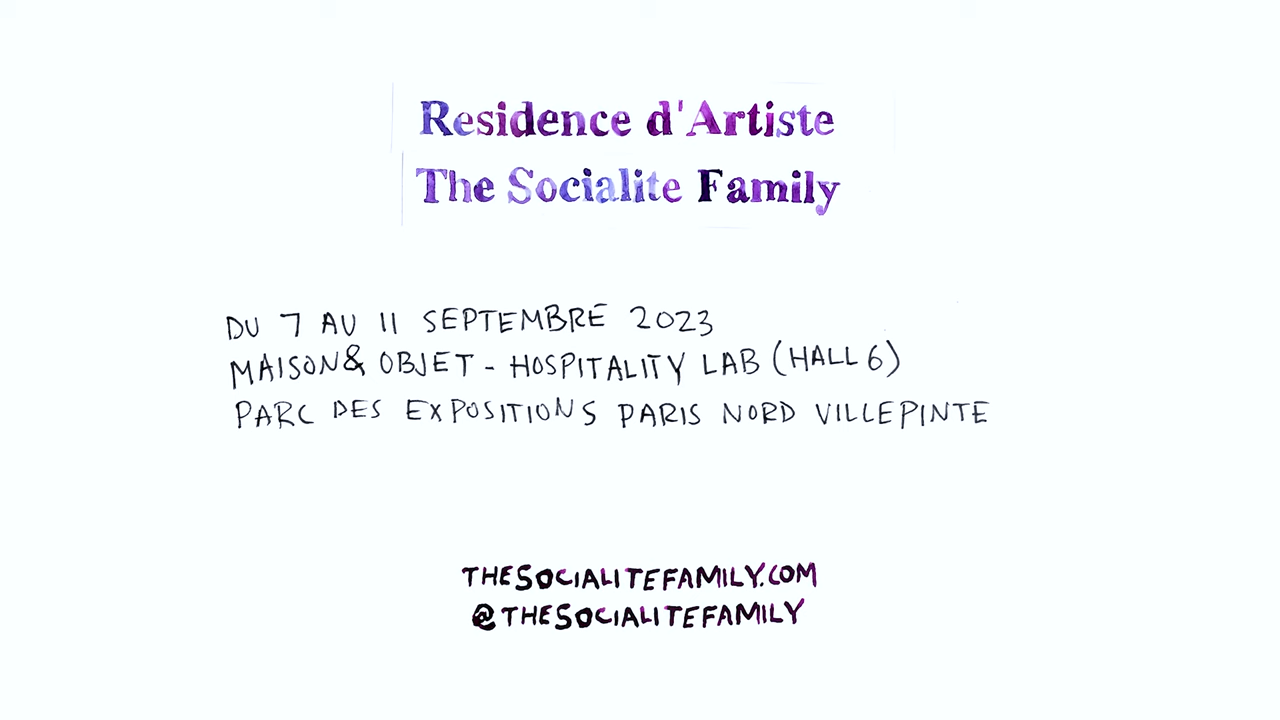 Residence d'Artiste
The Socialite Family
DU 7 AU 11 SEPTEMBRE 2023
MAISON & OBJET - HOSPITALITY LAB (HALL 6)
PARC DES EXPOSITIONS PARIS NORD VILLEPINTE
THESOCIALITEFAMILY.COM
@THESOCIALITEFAMILY